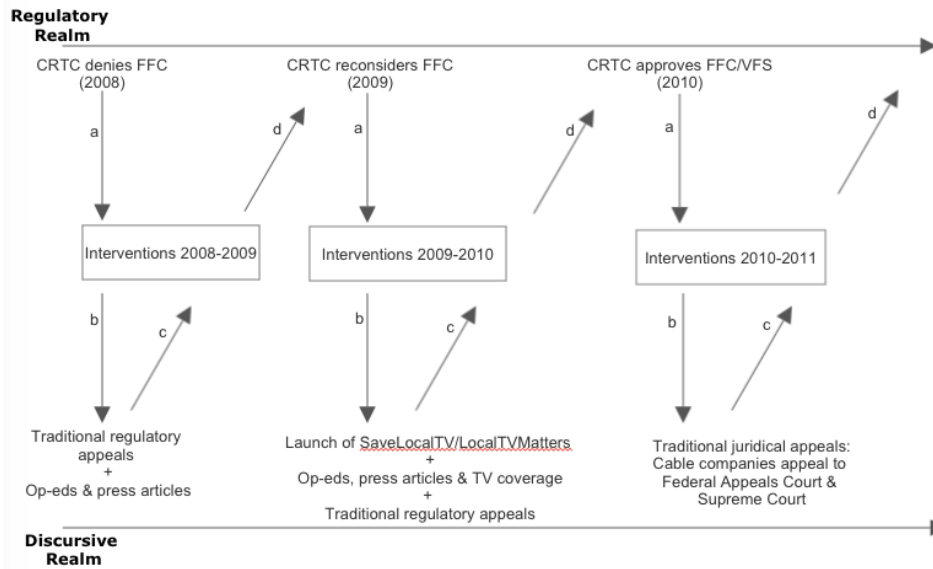 Regulatory
Realm
CRTC denies FFC
(2008)
CRTC reconsiders FFC
(2009)
CRTC approves FFC/VFS
(2010)
a
d
a
d
a
d
Interventions 2008-2009
Interventions 2009-2010
Interventions 2010-2011
b
c
b
c
b
c
Traditional regulatory
appeals
+
Op-eds & press articles
Launch of SaveLocalTV/LocalTVMatters
+
Op-eds, press articles & TV coverage
+
Traditional regulatory appeals
Traditional juridical appeals:
Cable companies appeal to
Federal Appeals Court &
Supreme Court
Discursive
Realm